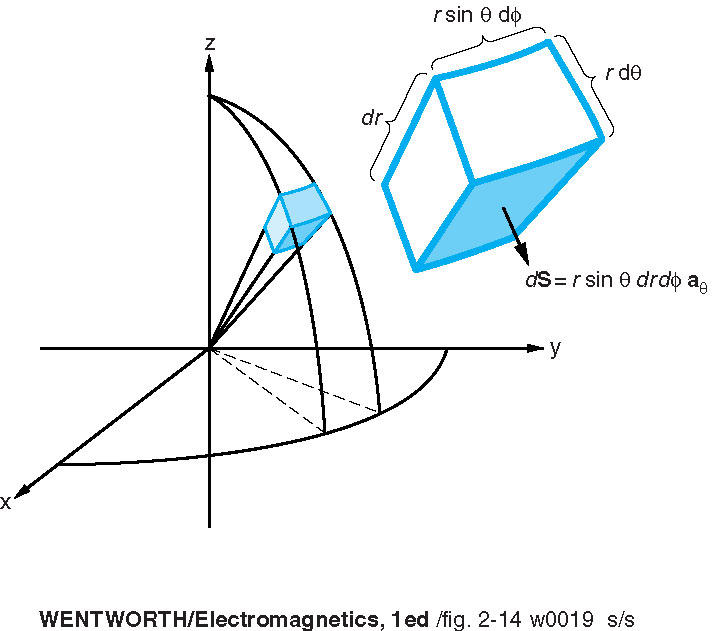 r sin θ dϕ
z
r dθ
dr
dS = r sin θ drdϕ aθ
y
x
WENTWORTH/Electromagnetics, 1ed /fig. 2-14 w0019 s/s